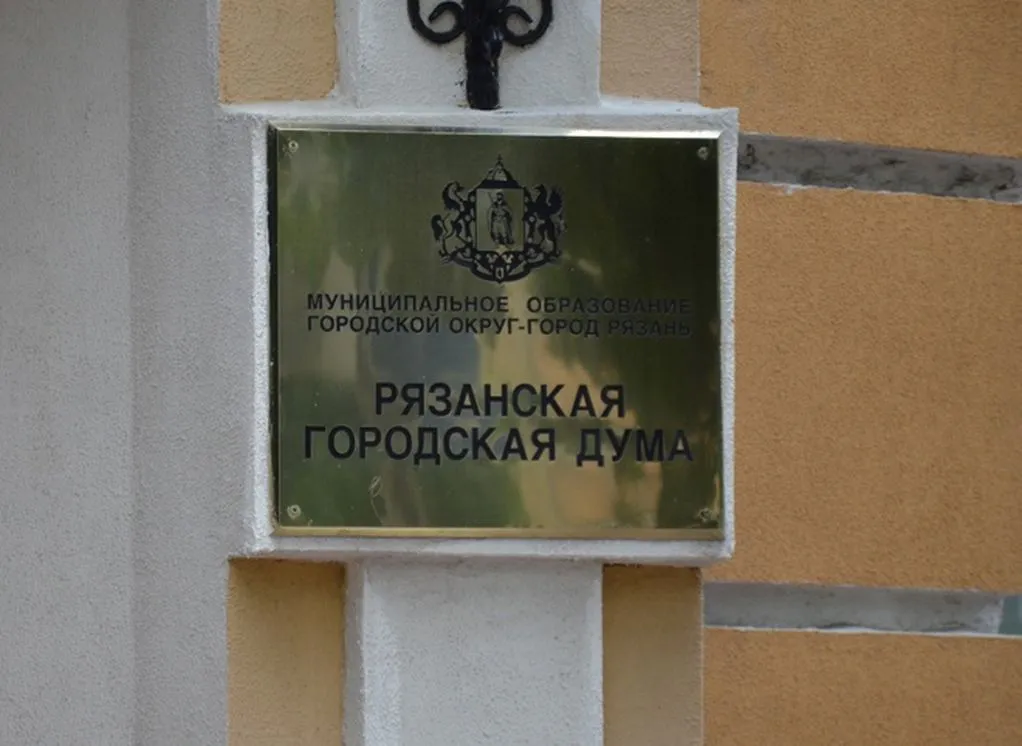 МУНИЦИПАЛЬНОЕ ОБРАЗОВАНИЕ
ГОРОДСКОЙ ОКРУГ-ГОРОД РЯЗАНЬ
РЯЗАНСКАЯ
ГОРОДСКАЯ ДУМА